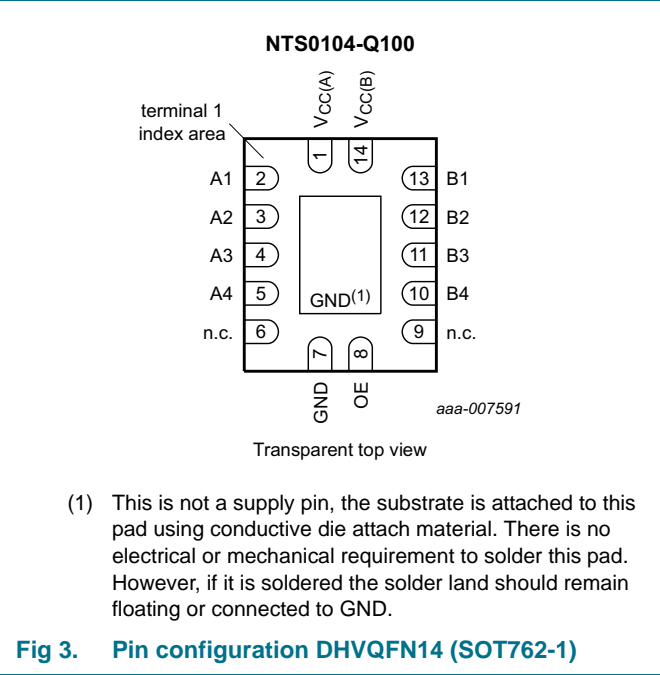 NTS0104-Q100
VCC(A)
VCC(B)
terminal 1
index area
1
14
A1 2 13 B1
A2 3 12 B2
A3 4 11 B3
A4 5 GND(1) 10 B4
n.c. 6 9 n.c.
7
8
GND
OE
aaa-007591
Transparent top view
(1) This is not a supply pin, the substrate is attached to this
pad using conductive die attach material. There is no
electrical or mechanical requirement to solder this pad.
However, if it is soldered the solder land should remain
floating or connected to GND.
Fig 3. Pin configuration DHVQFN14 (SOT762-1)